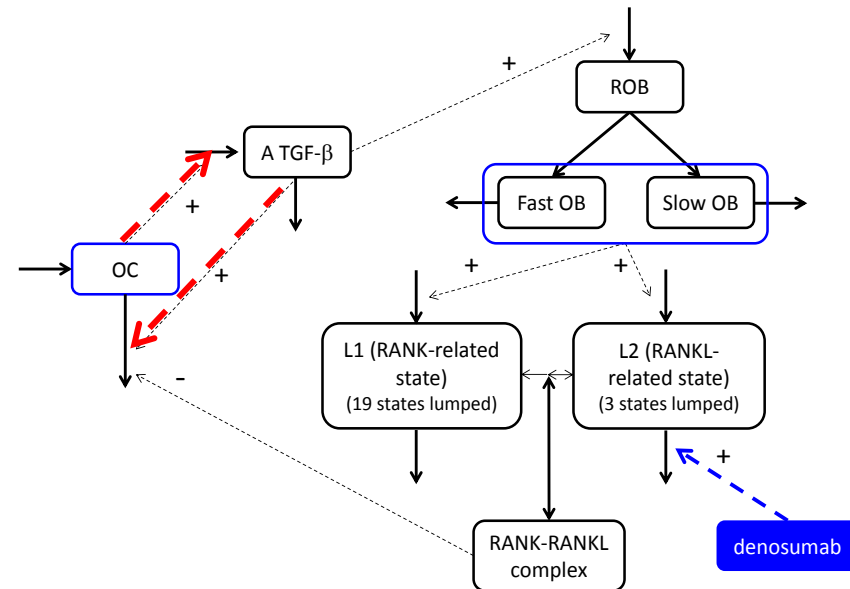 +
ROB
A TGF-β
Fast OB
Slow OB
+
OC
+
+
+
L1 (RANK-related
state)
(19 states lumped)
L2 (RANKL-
related state)
(3 states lumped)
-
+
RANK-RANKL
complex
denosumab